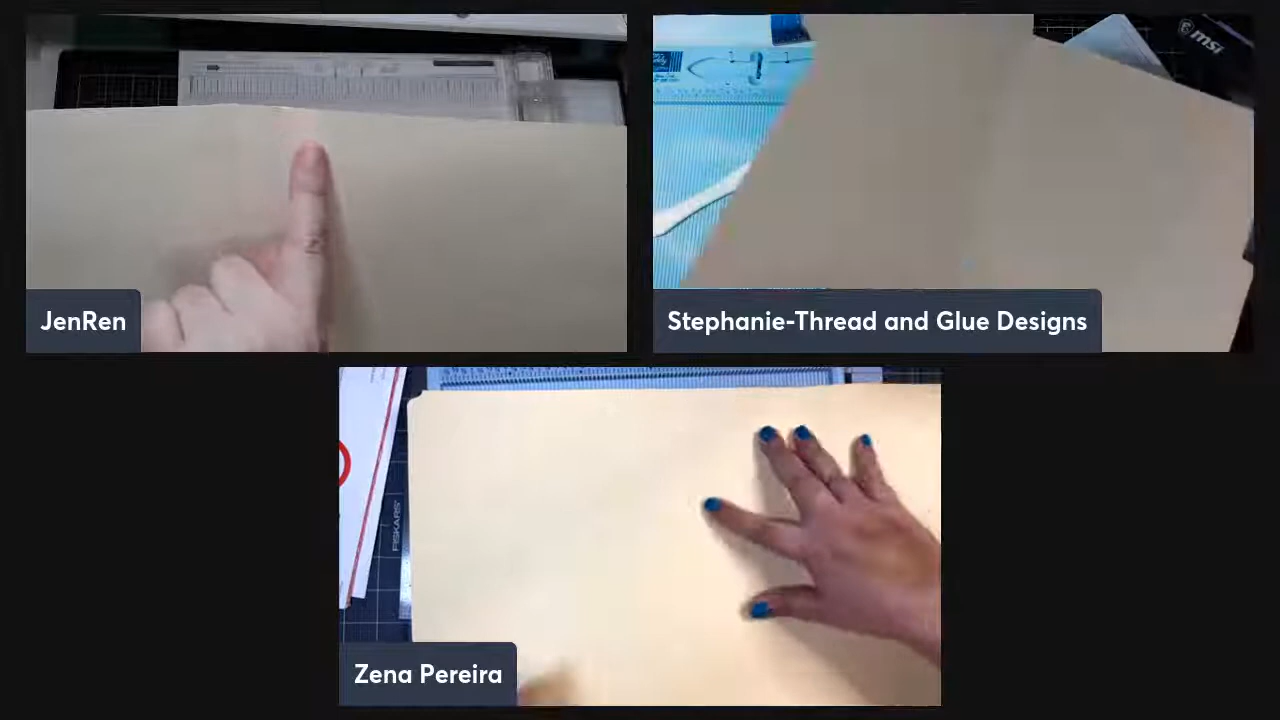 msi
JenRen
Stephanie-Thread and Glue Designs
FISKARS
Zena Pereira